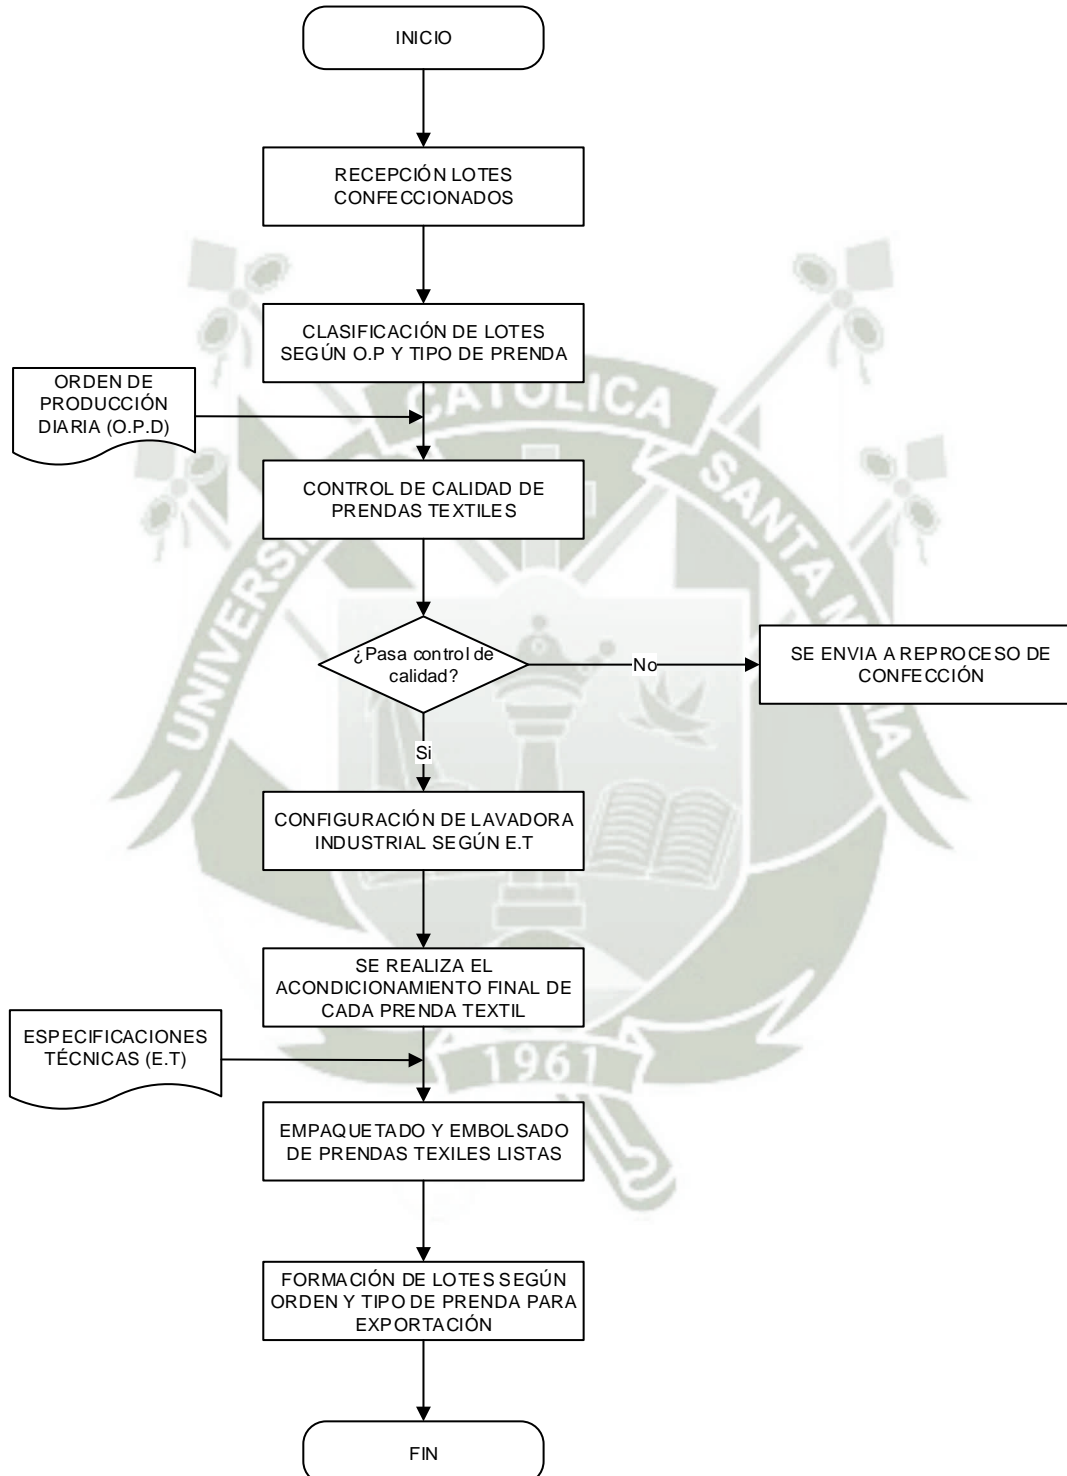 INICIO
RECEPCIÓN LOTES
CONFECCIONADOS
CLASIFICACIÓN DE LOTES
SEGÚN O.P Y TIPO DE PRENDA
ORDEN DE
PRODUCCIÓN
DIARIA (O.P.D)
CONTROL DE CALIDAD DE
PRENDAS TEXTILES
¿Pasa control de
calidad?
No
SE ENVIA A REPROCESO DE
CONFECCIÓN
Si
CONFIGURACIÓN DE LAVADORA
INDUSTRIAL SEGÚN E.T
SE REALIZA EL
ACONDICIONAMIENTO FINAL DE
CADA PRENDA TEXTIL
ESPECIFICACIONES
TÉCNICAS (E.T)
EMPAQUETADO Y EMBOLSADO
DE PRENDAS TEXILES LISTAS
FORMACIÓN DE LOTES SEGÚN
ORDEN Y TIPO DE PRENDA PARA
EXPORTACIÓN
FIN
CATOLICA
SANTA
1961